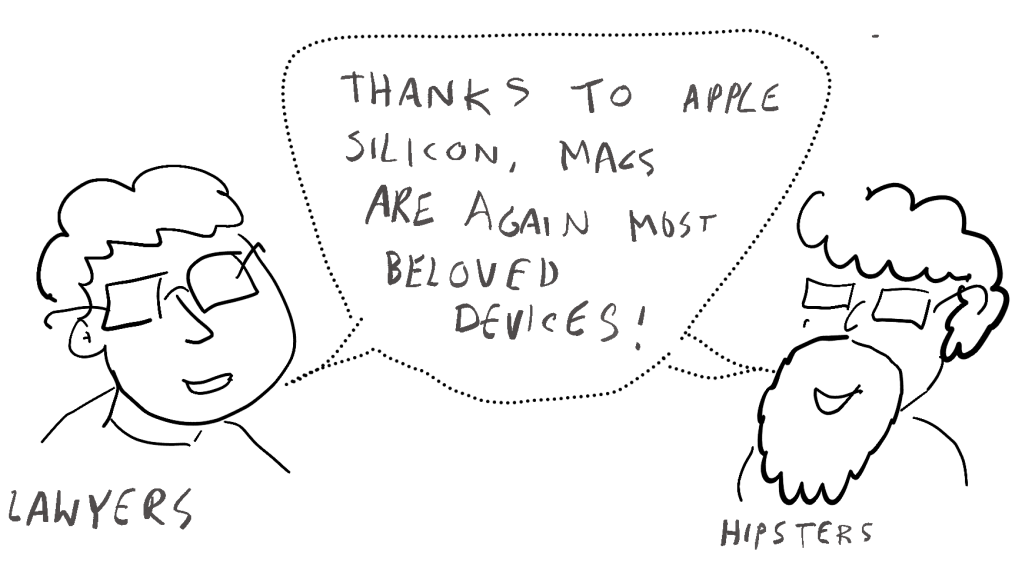 THANKS TO APPLE
SILICON, MACS
ARE AGAIN MOST
BELOVED
DEVICES!
LAWYERS
HIPSTERS